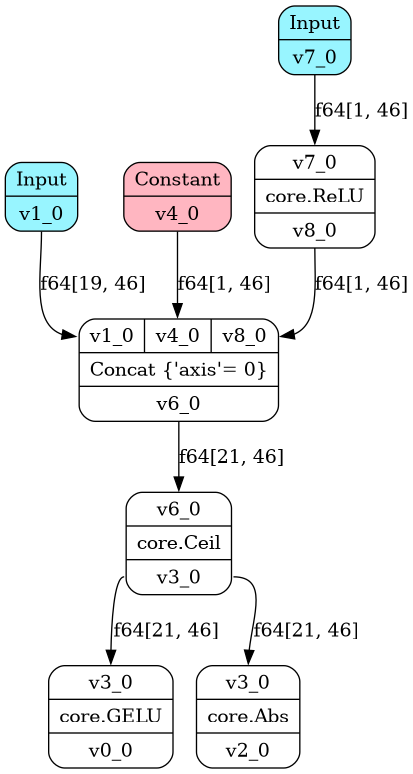 Input
v7_0
f64[1, 46]
Input
v1_0
Constant
v4_0
v7_0
core.ReLU
v8_0
f64[19, 46]
f64[1, 46]
f64[1, 46]
v1_0 v4_0 v8_0
Concat {'axis'= 0}
v6_0
f64[21, 46]
v6_0
core.Ceil
v3_0
f64[21, 46]
f64[21, 46]
v3_0
core.GELU
v0_0
v3_0
core.Abs
v2_0